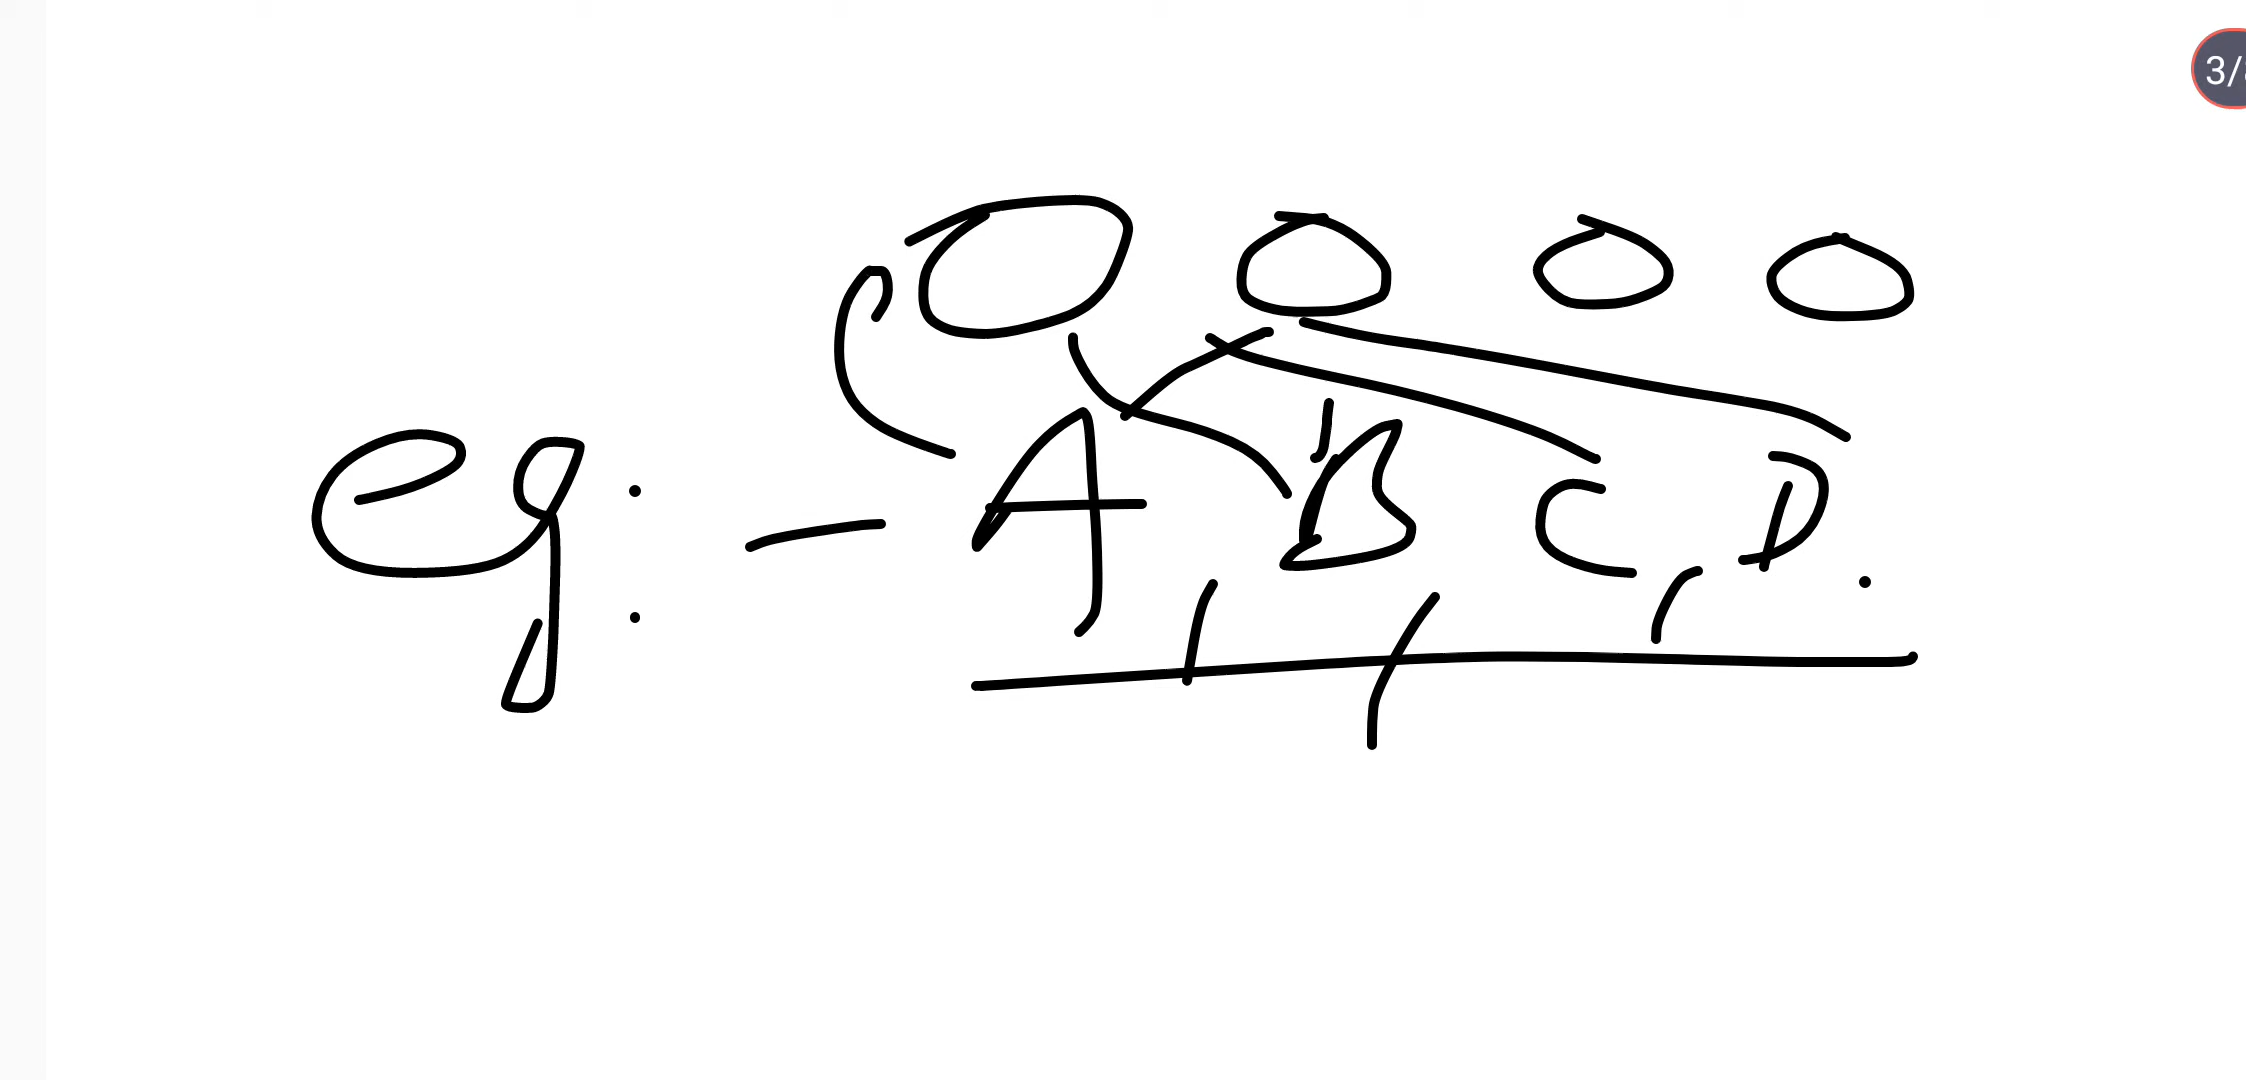 3/
eg: - A, B, C, D.